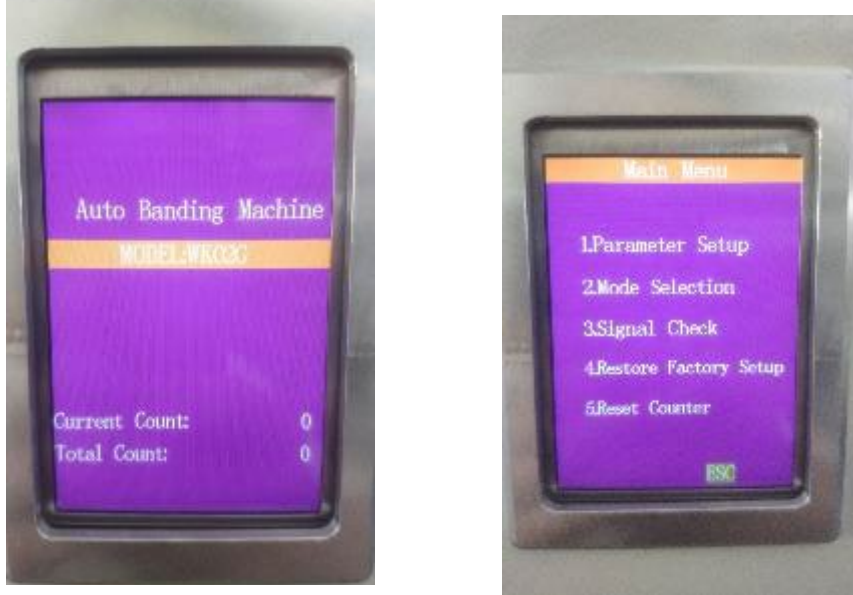 Auto Banding Machine
MODEL:WK02G
Current Count: 0
Total Count: 0
Main Menu
1.Parameter Setup
2.Mode Selection
3.Signal Check
4.Restore Factory Setup
5.Reset Counter
ESC